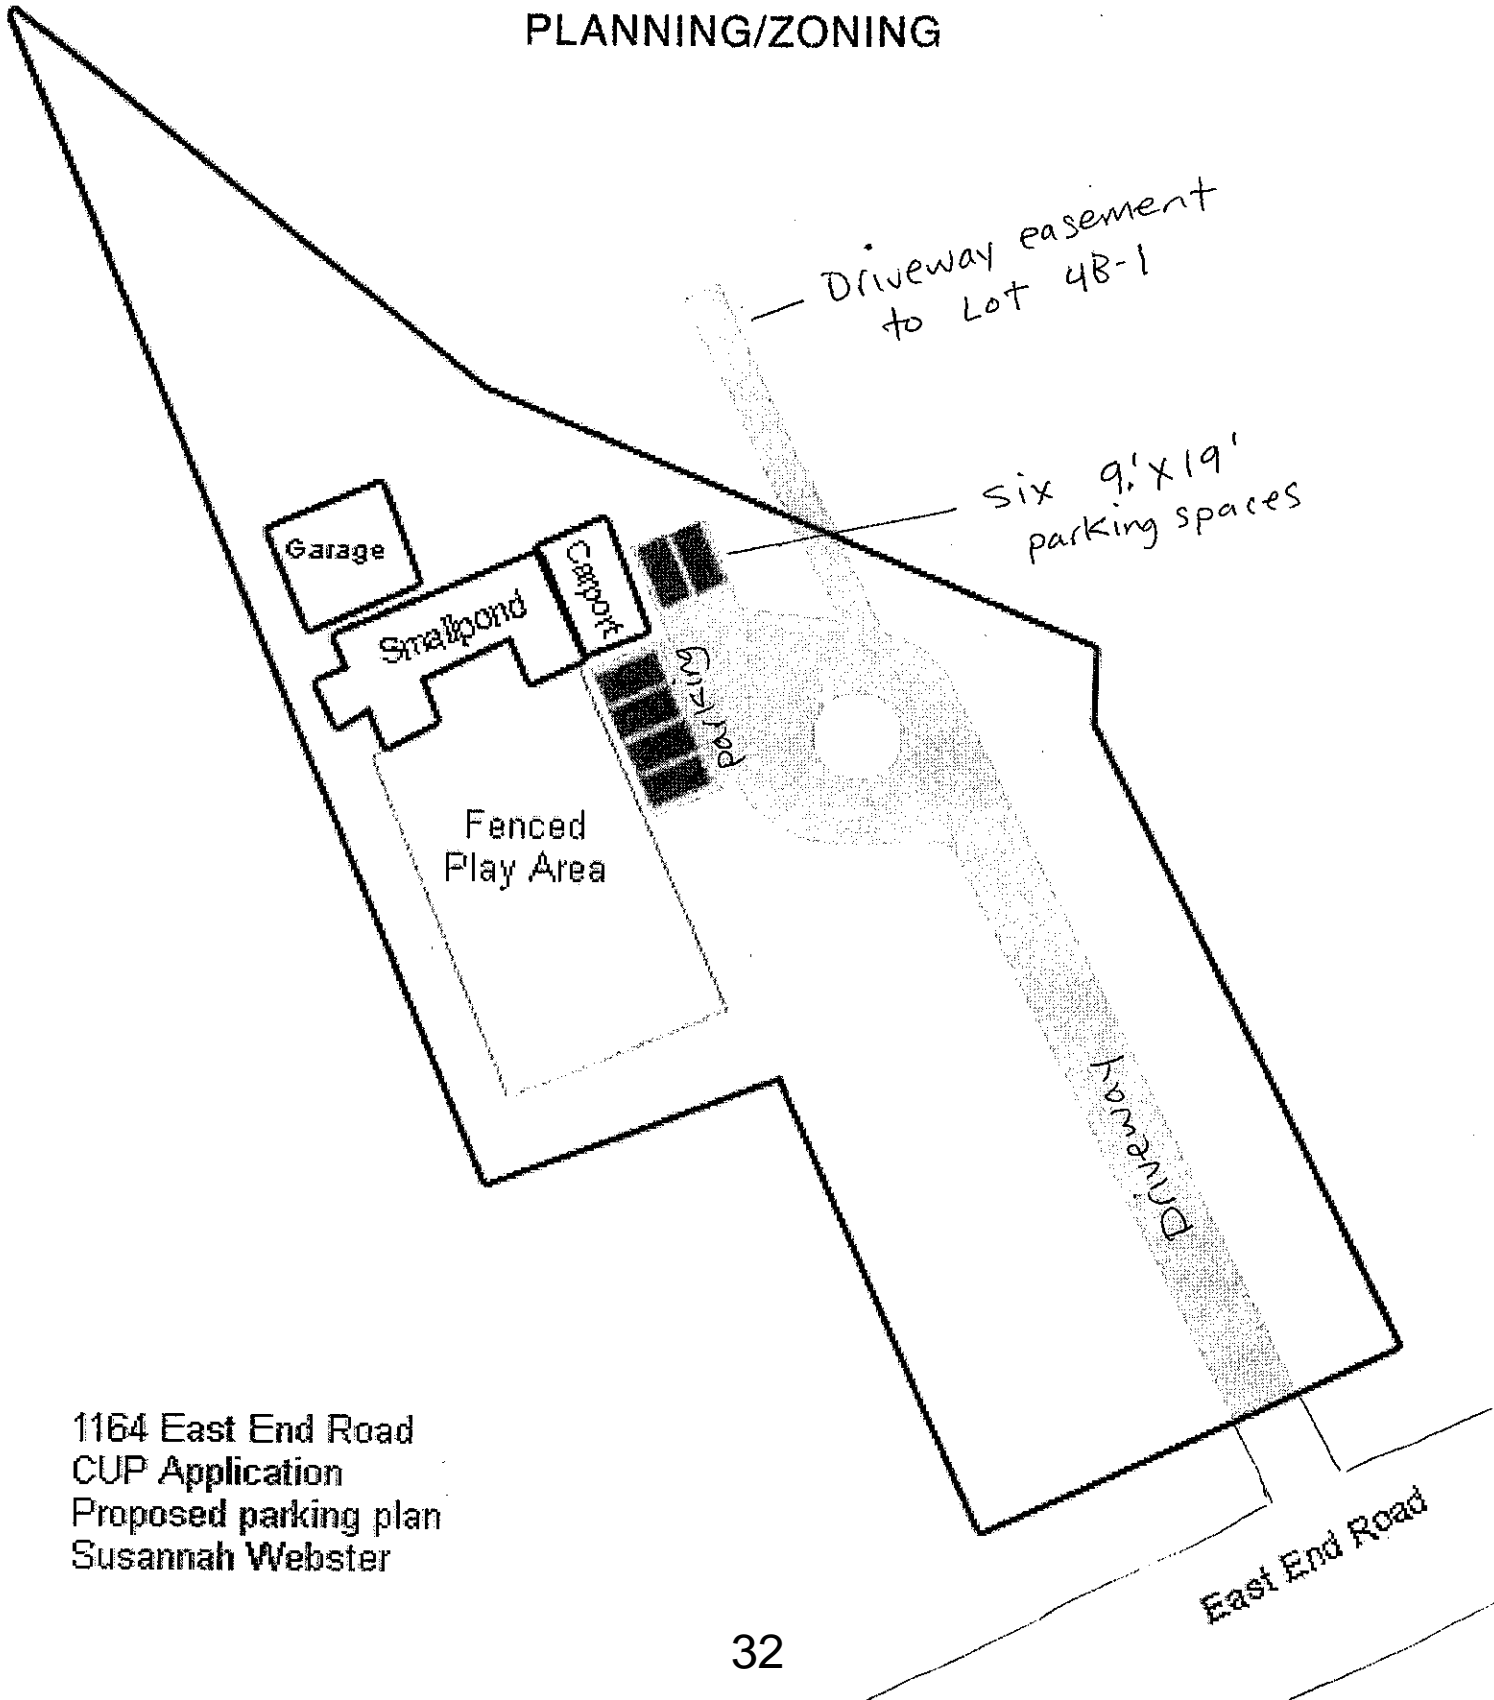 PLANNING/ZONING
Driveway easement
to Lot 4B-1
Six 9'x19'
parking spaces
Garage
Carport
Smallpond
parking
Fenced
Play Area
Driveway
1164 East End Road
CUP Application
Proposed parking plan
Susannah Webster
East End Road
32